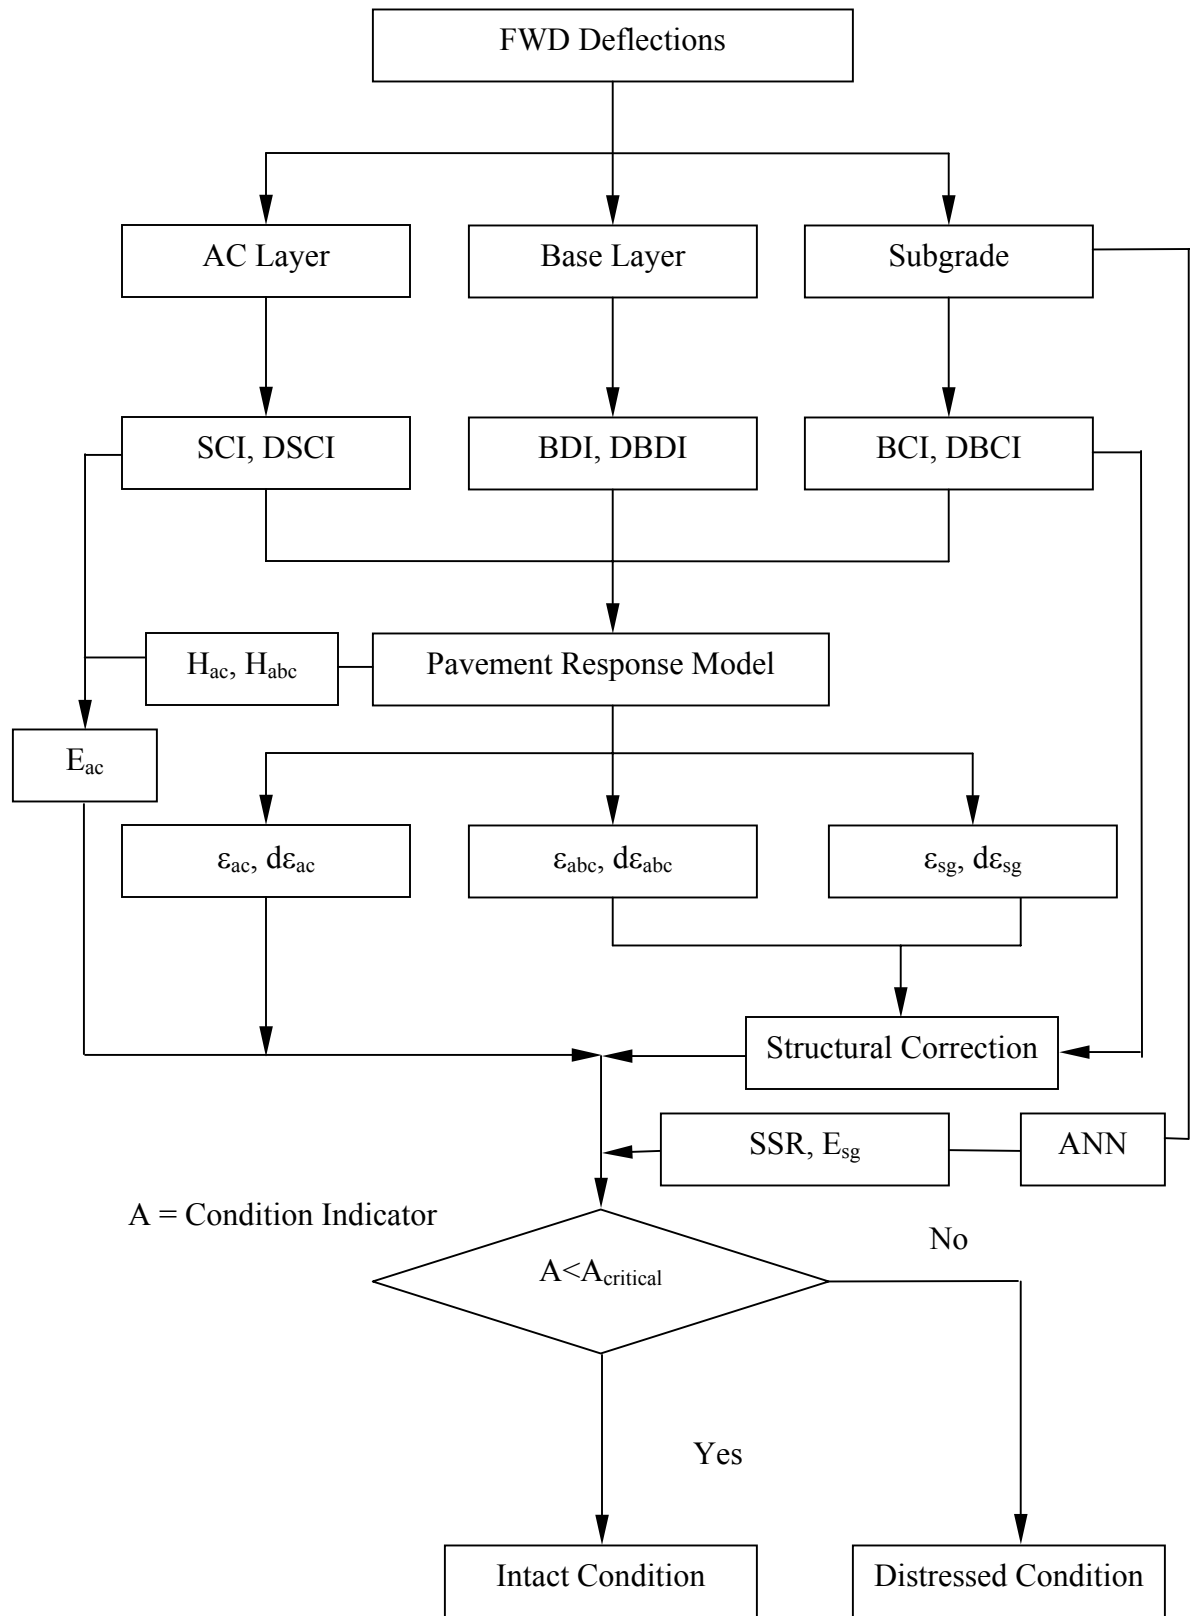 FWD Deflections
AC Layer
Base Layer
Subgrade
SCI, DSCI
BDI, DBDI
BCI, DBCI
Hac, Habc
Pavement Response Model
Eac
εac, dεac
εabc, dεabc
εsg, dεsg
Structural Correction
SSR, Esg
ANN
A = Condition Indicator
No
A<Acritical
Yes
Intact Condition
Distressed Condition